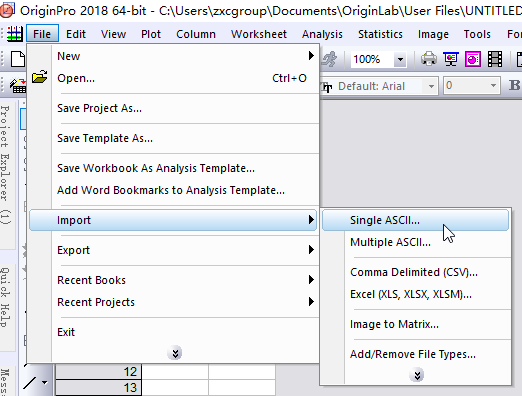 OriginPro 2018 64-bit - C:\Users\zxcgroup\Documents\OriginLab\User Files\UNTITLED
File Edit View Plot Column Worksheet Analysis Statistics Image Tools Fo
100%
Default: Arial 0 B
New
Open... Ctrl+O
Save Project As...
Save Template As...
Save Workbook As Analysis Template...
Add Word Bookmarks to Analysis Template...
Import
Export
Recent Books
Recent Projects
Exit
Single ASCII...
Multiple ASCII...
Comma Delimited (CSV)...
Excel (XLS, XLSX, XLSM)...
Image to Matrix...
Add/Remove File Types...
Project Explorer (1)
Quick Help
Mess
12
13